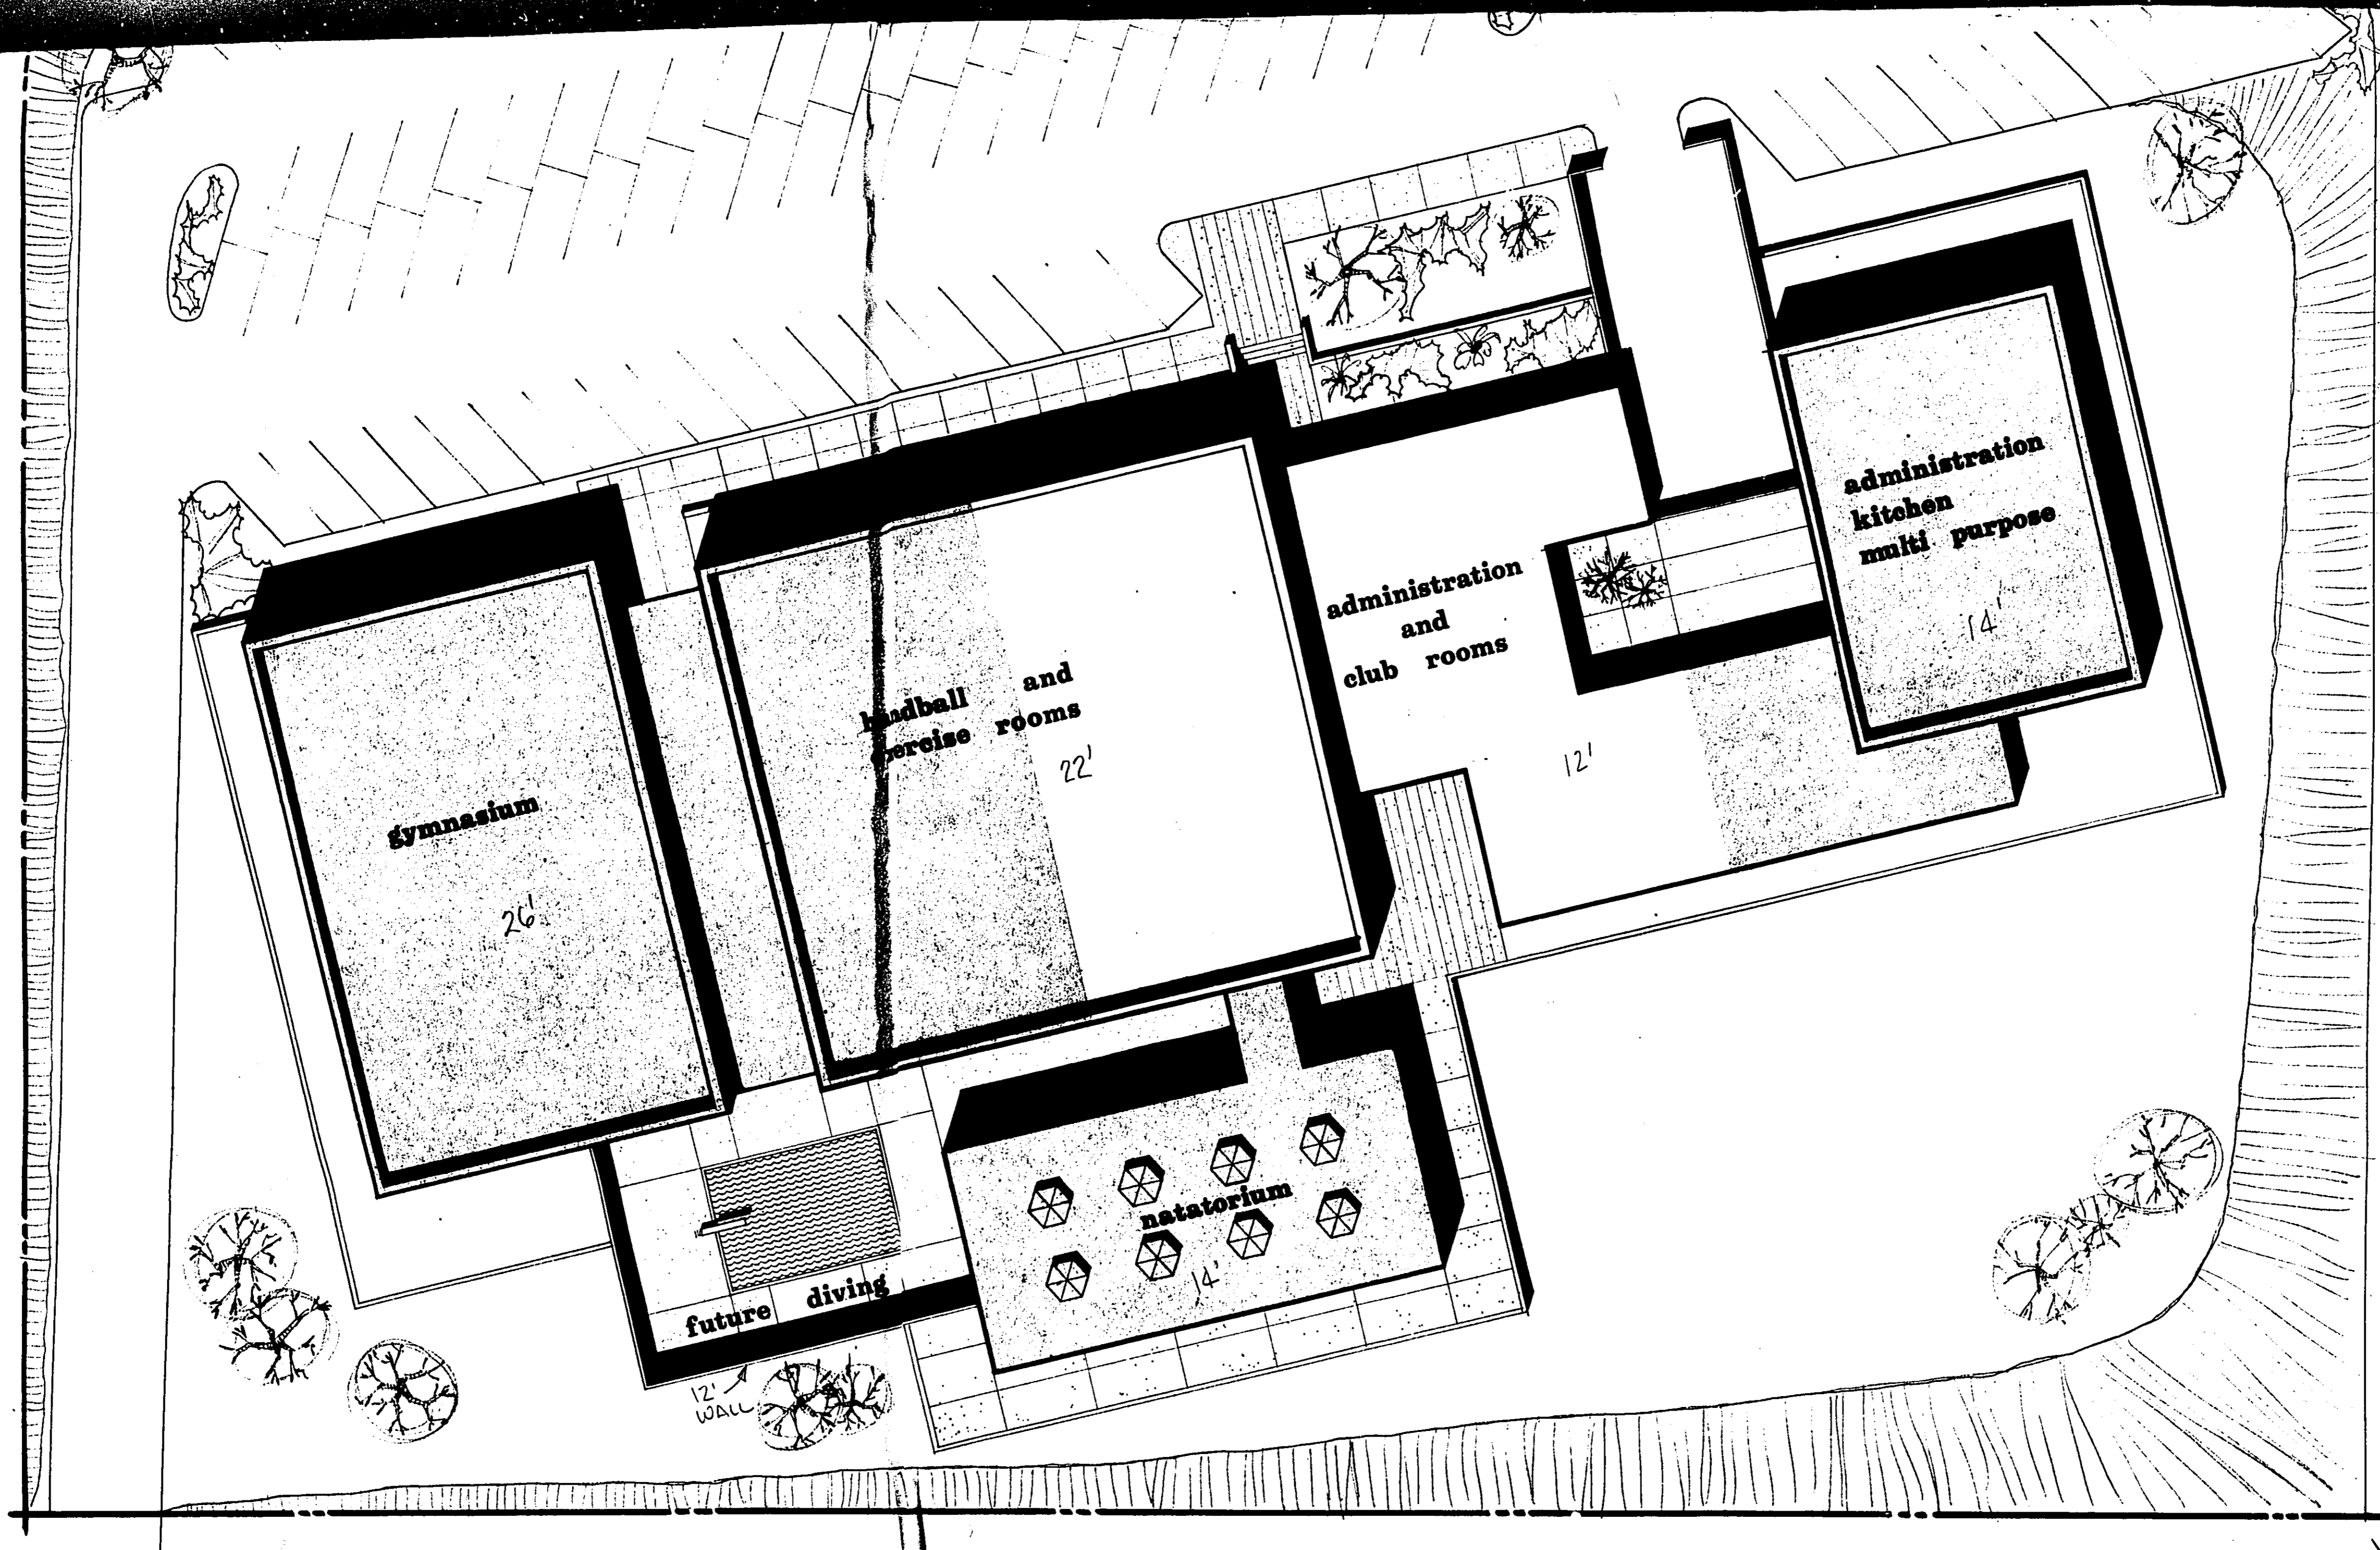 administration
kitchen
multi purpose
14'
administration
and
club rooms
12'
handball and
exercise rooms
22'
gymnasium
26'
natatorium
14'
future diving
12'
WALL